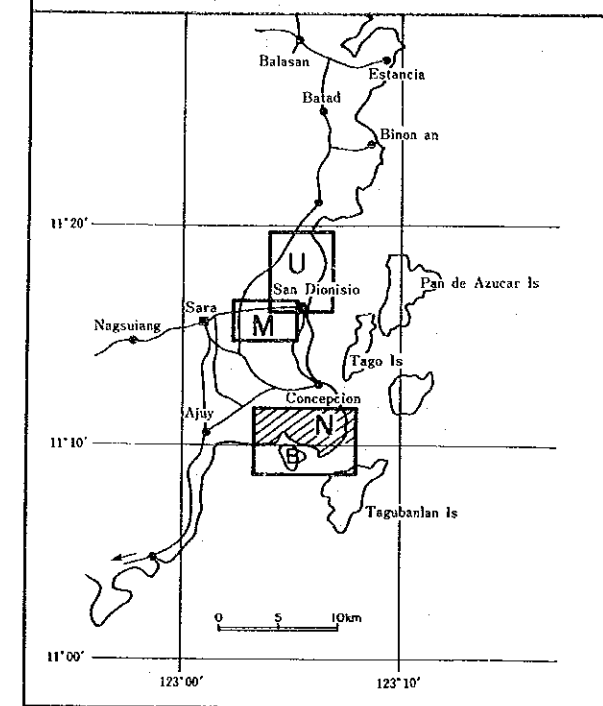 Balasan
Estancia
Batad
Binon an
11°20'
U
San Dionisio
Pan de Azucar Is
Sara
M
Nagsuiang
Tago Is
Concepcion
Ajuy
N
11°10'
B
Tagubanlan Is
0 5 10km
11°00'
123°00' 123°10'